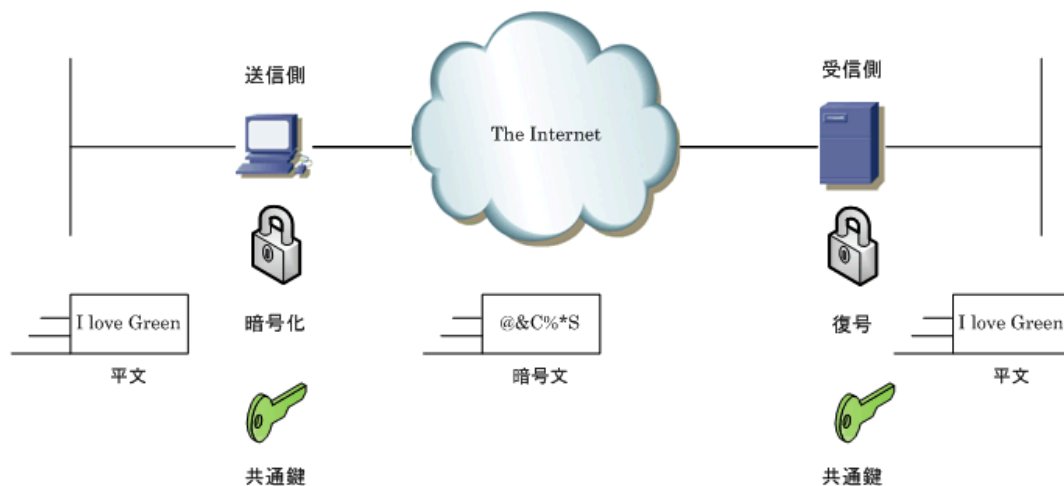 送信側
受信側
The Internet
I love Green
暗号化
@&C%*S
復号
I love Green
平文
暗号文
平文
共通鍵
共通鍵